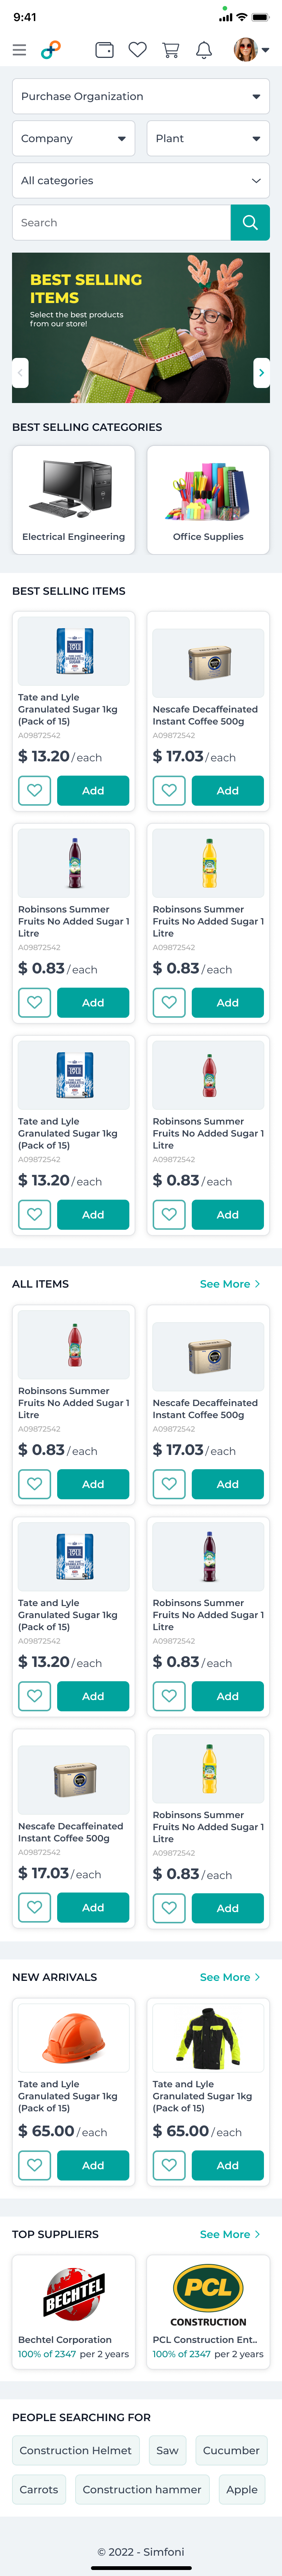 9:41
Purchase Organization
Company
Plant
All categories
Search
BEST SELLING
ITEMS
Select the best products
from our store!
BEST SELLING CATEGORIES
Electrical Engineering
Office Supplies
BEST SELLING ITEMS
Tate and Lyle
Granulated Sugar 1kg
(Pack of 15)
A09872542
$ 13.20 / each
Add
Nescafe Decaffeinated
Instant Coffee 500g
A09872542
$ 17.03 / each
Add
Robinsons Summer
Fruits No Added Sugar 1
Litre
A09872542
$ 0.83 / each
Add
Robinsons Summer
Fruits No Added Sugar 1
Litre
A09872542
$ 0.83 / each
Add
Tate and Lyle
Granulated Sugar 1kg
(Pack of 15)
A09872542
$ 13.20 / each
Add
Robinsons Summer
Fruits No Added Sugar 1
Litre
A09872542
$ 0.83 / each
Add
ALL ITEMS
See More
Robinsons Summer
Fruits No Added Sugar 1
Litre
A09872542
$ 0.83 / each
Add
Nescafe Decaffeinated
Instant Coffee 500g
A09872542
$ 17.03 / each
Add
Tate and Lyle
Granulated Sugar 1kg
(Pack of 15)
A09872542
$ 13.20 / each
Add
Robinsons Summer
Fruits No Added Sugar 1
Litre
A09872542
$ 0.83 / each
Add
Nescafe Decaffeinated
Instant Coffee 500g
A09872542
$ 17.03 / each
Add
Robinsons Summer
Fruits No Added Sugar 1
Litre
A09872542
$ 0.83 / each
Add
NEW ARRIVALS
See More
Tate and Lyle
Granulated Sugar 1kg
(Pack of 15)
$ 65.00 / each
Add
Tate and Lyle
Granulated Sugar 1kg
(Pack of 15)
$ 65.00 / each
Add
TOP SUPPLIERS
See More
BECHTEL
Bechtel Corporation
100% of 2347 per 2 years
PCL
CONSTRUCTION
PCL Construction Ent..
100% of 2347 per 2 years
PEOPLE SEARCHING FOR
Construction Helmet
Saw
Cucumber
Carrots
Construction hammer
Apple
© 2022 - Simfoni